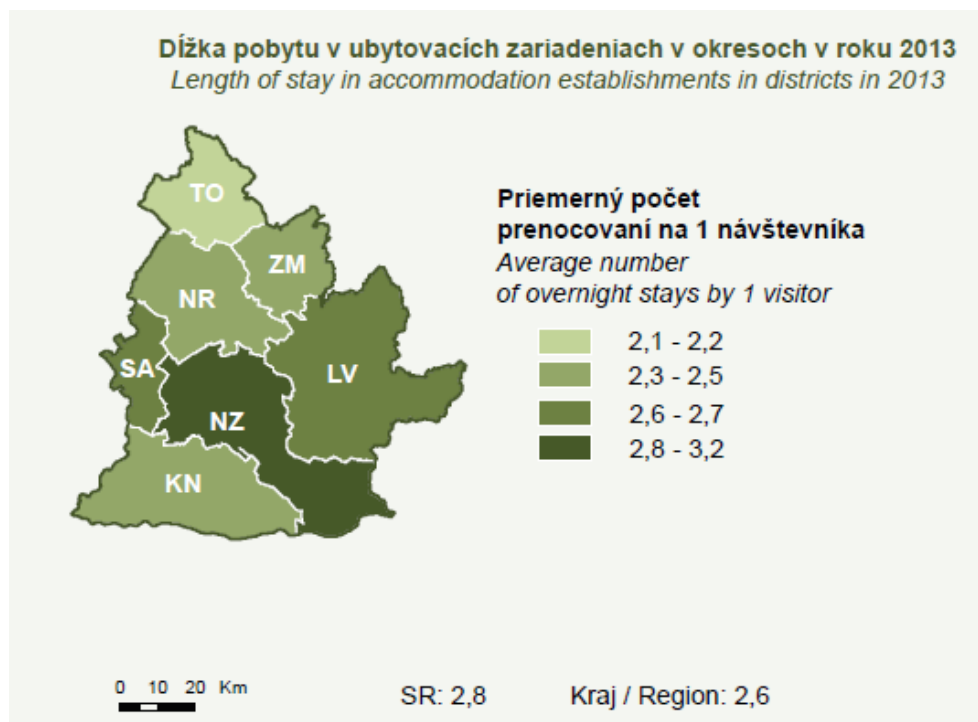 Dĺžka pobytu v ubytovacích zariadeniach v okresoch v roku 2013
Length of stay in accommodation establishments in districts in 2013
TO
ZM
NR
SA
LV
NZ
KN
Priemerný počet
prenocovaní na 1 návštevníka
Average number
of overnight stays by 1 visitor
2,1 - 2,2
2,3 - 2,5
2,6 - 2,7
2,8 - 3,2
0 10 20 Km
SR: 2,8 Kraj / Region: 2,6